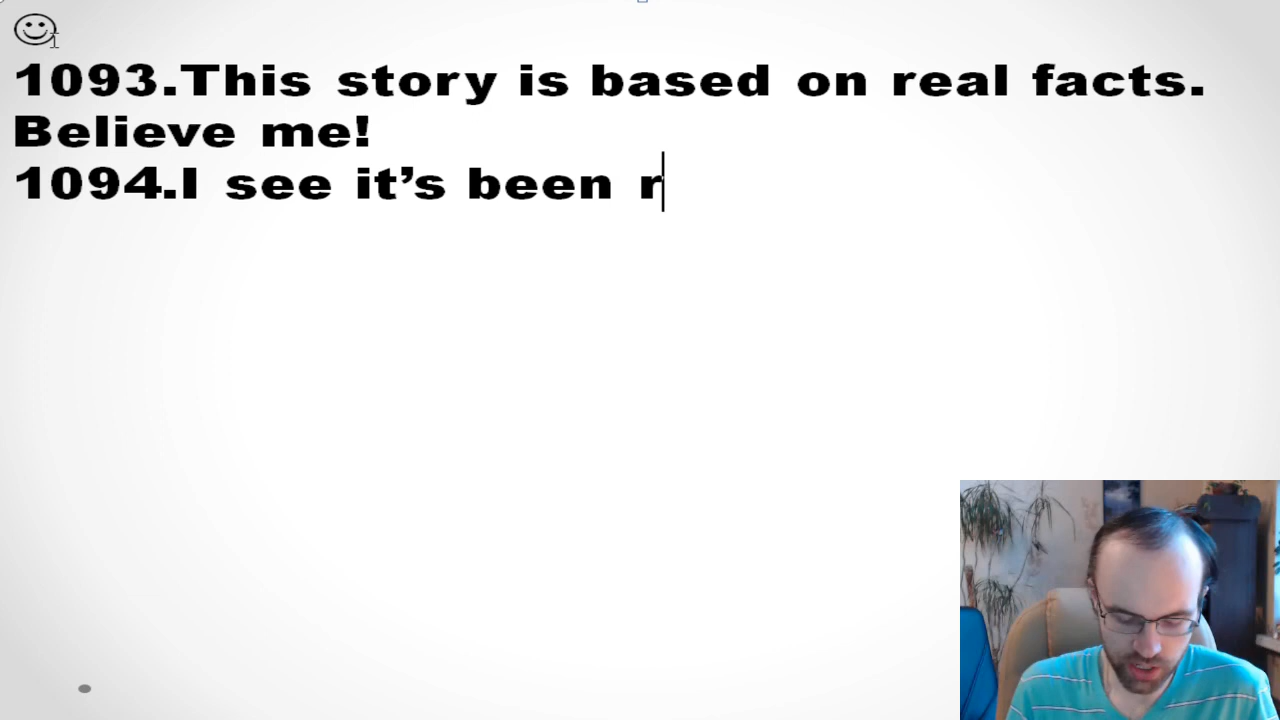 1093.This story is based on real facts.
Believe me!
1094.I see it’s been r